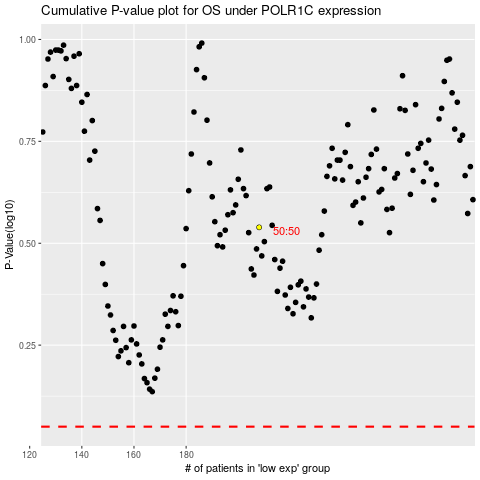 Cumulative P-value plot for OS under POLR1C expression
P-Value(log10)
1.00
0.75
0.50
0.25
50:50
120 140 160 180
# of patients in 'low exp' group